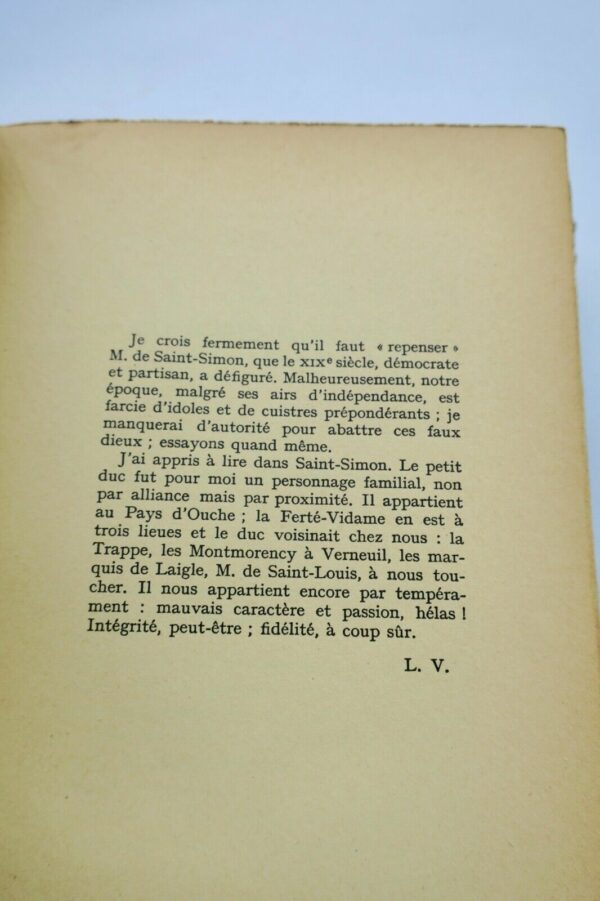 Je crois fermement qu'il faut « repenser »
M. de Saint-Simon, que le XIXe siècle, démocrate
et partisan, a défiguré. Malheureusement, notre
époque, malgré ses airs d'indépendance, est
farcie d'idoles et de cuistres prépondérants ; je
manquerai d'autorité pour abattre ces faux
dieux ; essayons quand même.
J'ai appris à lire dans Saint-Simon. Le petit
duc fut pour moi un personnage familial, non
par alliance mais par proximité. Il appartient
au Pays d'Ouche ; la Ferté-Vidame en est à
trois lieues et le duc voisinait chez nous : la
Trappe, les Montmorency à Verneuil, les mar-
quis de Laigle, M. de Saint-Louis, à nous tou-
cher. Il nous appartient encore par tempéra-
ment : mauvais caractère et passion, hélas !
Intégrité, peut-être ; fidélité, à coup sûr.
L. V.